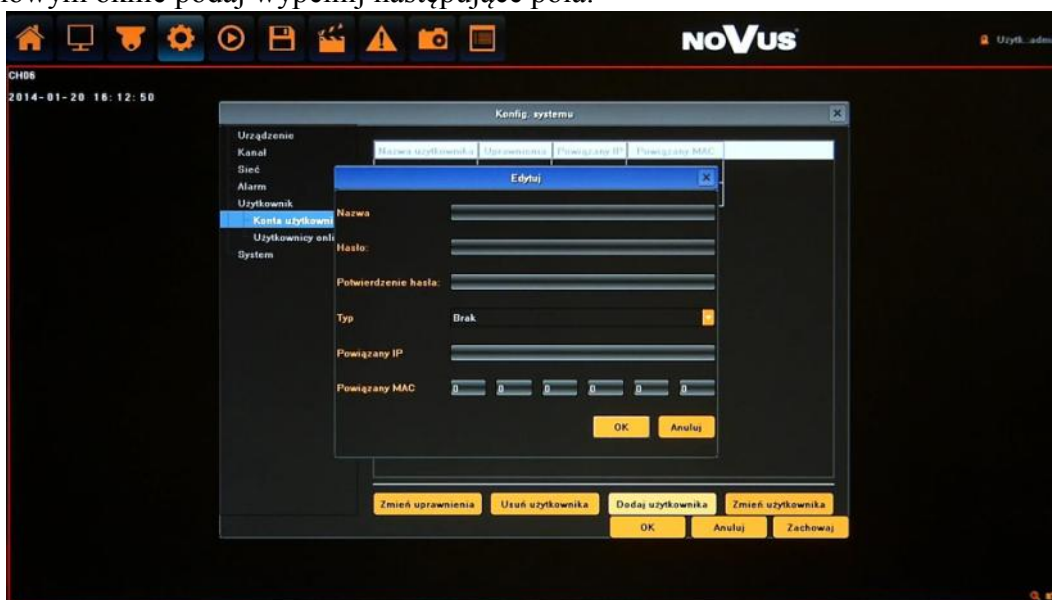 nowym oknie podaj wypełnij następujące pola:
NOVUS
Użytk...
CH06
2014-01-20 16:12:50
Konfig. systemu
Urządzenie
Kanał
Sieć
Alarm
Użytkownik
Konta użytkowni
Użytkownicy onli
System
Nazwa użytkownika Uprawnienia Powiązany IP Powiązany MAC
Edytuj
Nazwa
Hasło:
Potwierdzenie hasła:
Typ Brak
Powiązany IP
Powiązany MAC 0 0 0 0 0 0
OK Anuluj
Zmień uprawnienia Usuń użytkownika Dodaj użytkownika Zmień użytkownika
OK Anuluj Zachowaj